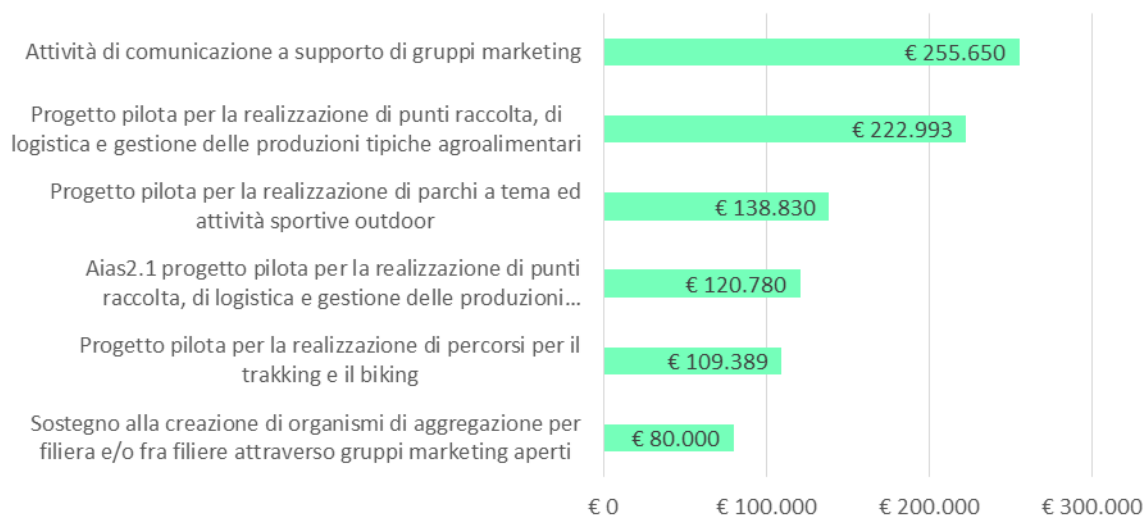 Attività di comunicazione a supporto di gruppi marketing
€ 255.650
Progetto pilota per la realizzazione di punti raccolta, di
logistica e gestione delle produzioni tipiche agroalimentari
€ 222.993
Progetto pilota per la realizzazione di parchi a tema ed
attività sportive outdoor
€ 138.830
Aias2.1 progetto pilota per la realizzazione di punti
raccolta, di logistica e gestione delle produzioni...
€ 120.780
Progetto pilota per la realizzazione di percorsi per il
trakking e il biking
€ 109.389
Sostegno alla creazione di organismi di aggregazione per
filiera e/o fra filiere attraverso gruppi marketing aperti
€ 80.000
€ 0 € 100.000 € 200.000 € 300.000